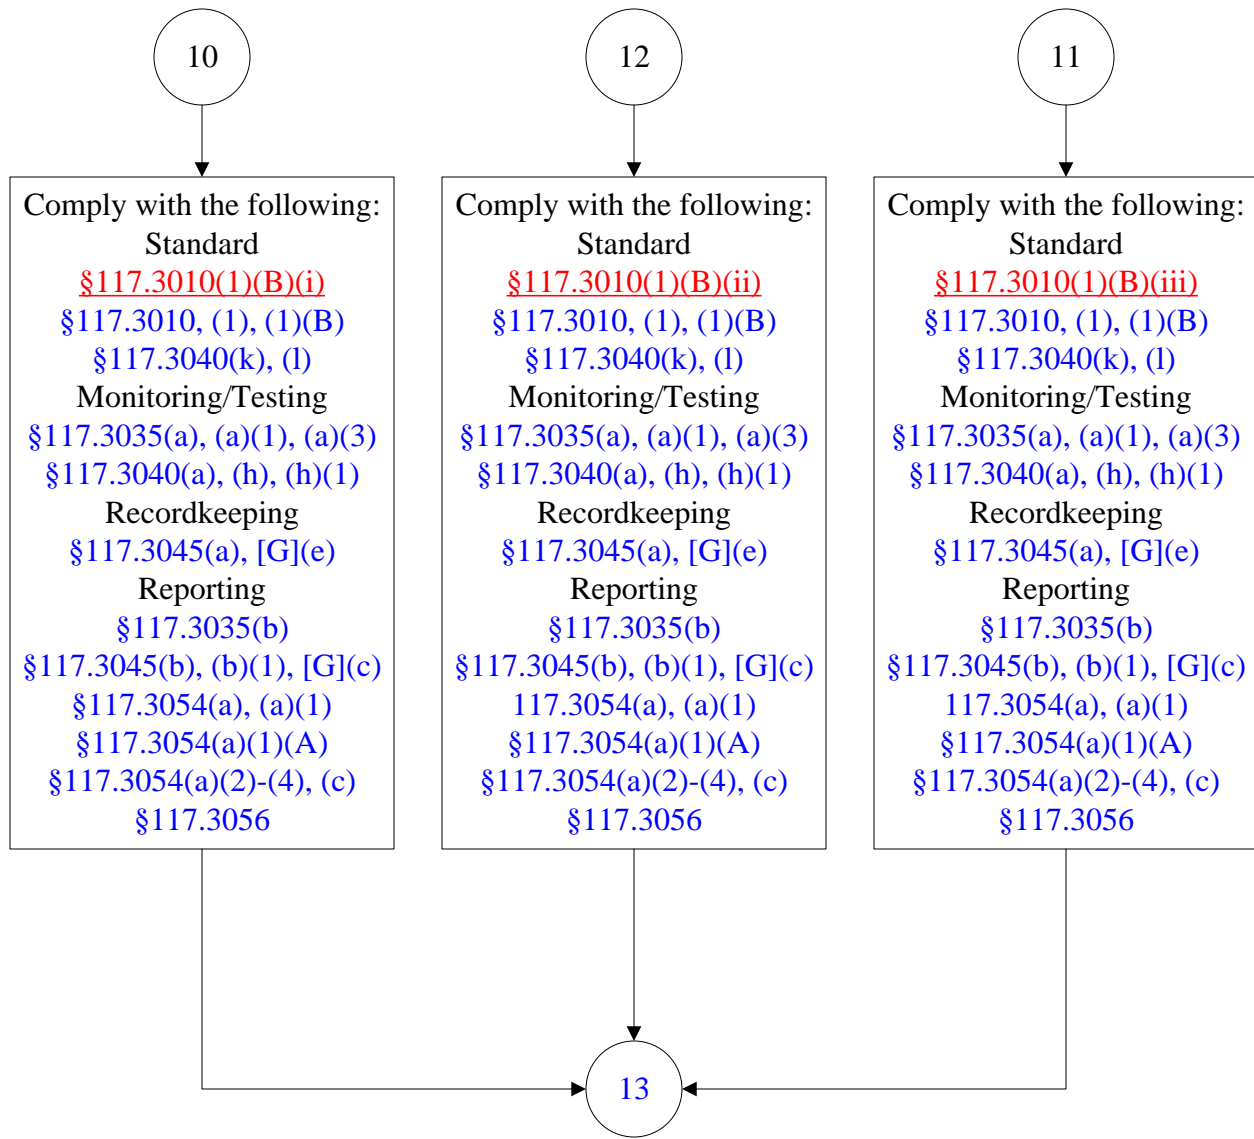 10
12
11
Comply with the following:
Standard
§117.3010(1)(B)(i)
§117.3010, (1), (1)(B)
§117.3040(k), (l)
Monitoring/Testing
§117.3035(a), (a)(1), (a)(3)
§117.3040(a), (h), (h)(1)
Recordkeeping
§117.3045(a), [G](e)
Reporting
§117.3035(b)
§117.3045(b), (b)(1), [G](c)
§117.3054(a), (a)(1)
§117.3054(a)(1)(A)
§117.3054(a)(2)-(4), (c)
§117.3056
Comply with the following:
Standard
§117.3010(1)(B)(ii)
§117.3010, (1), (1)(B)
§117.3040(k), (l)
Monitoring/Testing
§117.3035(a), (a)(1), (a)(3)
§117.3040(a), (h), (h)(1)
Recordkeeping
§117.3045(a), [G](e)
Reporting
§117.3035(b)
§117.3045(b), (b)(1), [G](c)
117.3054(a), (a)(1)
§117.3054(a)(1)(A)
§117.3054(a)(2)-(4), (c)
§117.3056
Comply with the following:
Standard
§117.3010(1)(B)(iii)
§117.3010, (1), (1)(B)
§117.3040(k), (l)
Monitoring/Testing
§117.3035(a), (a)(1), (a)(3)
§117.3040(a), (h), (h)(1)
Recordkeeping
§117.3045(a), [G](e)
Reporting
§117.3035(b)
§117.3045(b), (b)(1), [G](c)
117.3054(a), (a)(1)
§117.3054(a)(1)(A)
§117.3054(a)(2)-(4), (c)
§117.3056
13